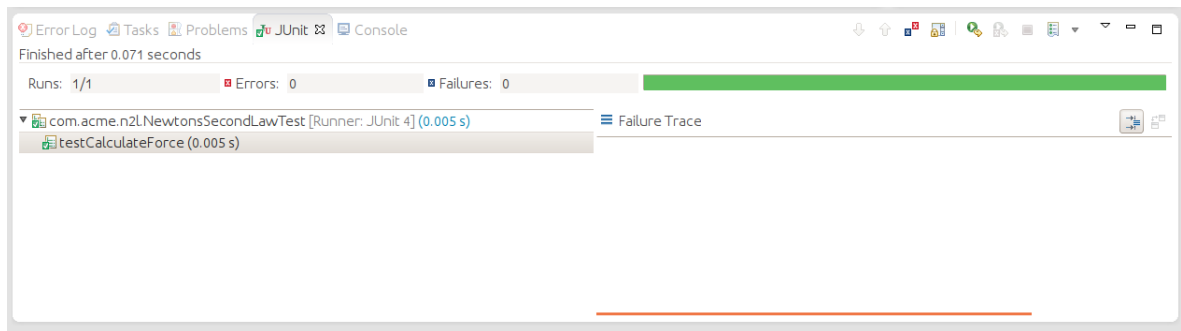 Error Log Tasks Problems JUnit Console
Finished after 0.071 seconds
Runs: 1/1 Errors: 0 Failures: 0
com.acme.n2l.NewtonsSecondLawTest [Runner: JUnit 4] (0.005 s)
Failure Trace
testCalculateForce (0.005 s)